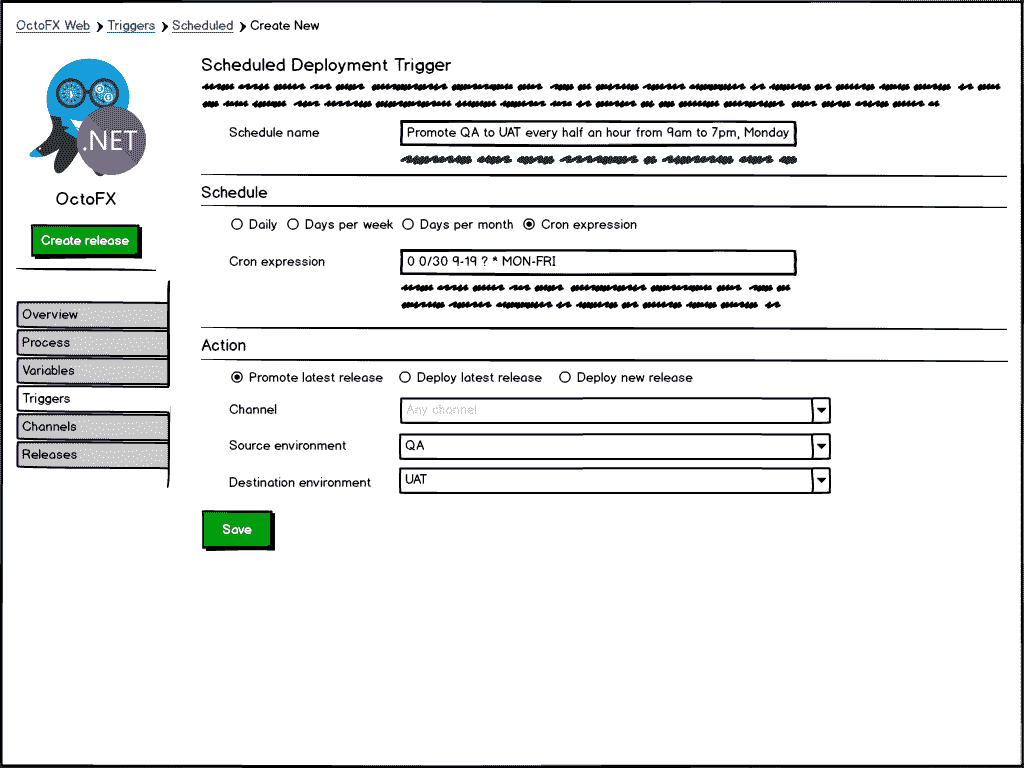 OctoFX Web > Triggers > Scheduled > Create New
.NET
OctoFX
Create release
Overview
Process
Variables
Triggers
Channels
Releases
Scheduled Deployment Trigger
Schedule name
Promote QA to UAT every half an hour from 9am to 7pm, Monday
Schedule
Daily Days per week Days per month Cron expression
Cron expression
0 0/30 9-19 ? * MON-FRI
Action
Promote latest release Deploy latest release Deploy new release
Channel
Any channel
Source environment
QA
Destination environment
UAT
Save